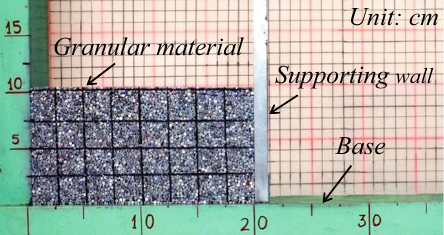 Unit: cm
15
Granular material
10
Supporting wall
5
Base
10
20
30